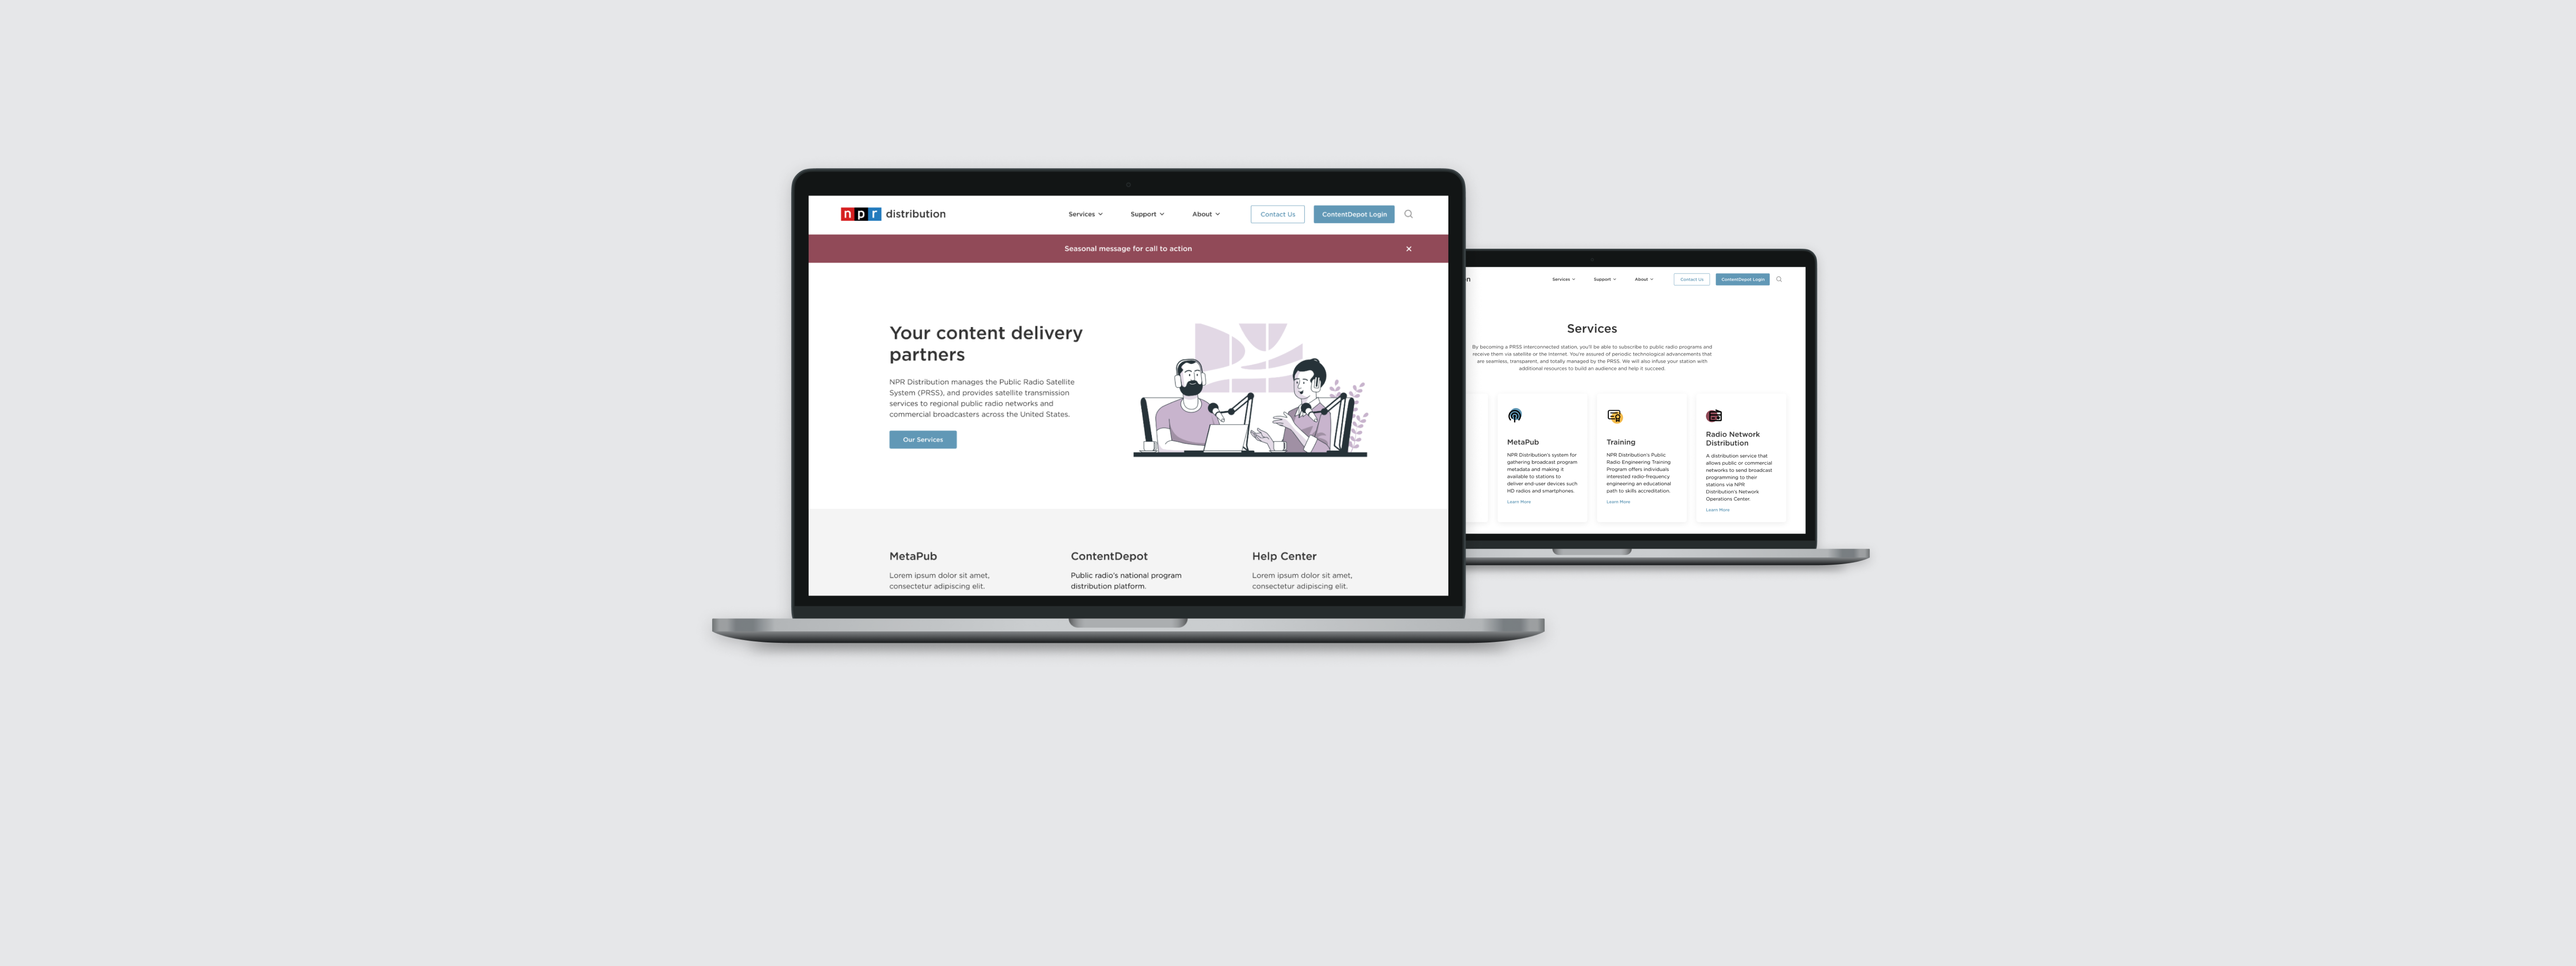 npr distribution
Services
Support
About
Contact Us
ContentDepot Login
Seasonal message for call to action
Your content delivery
partners
NPR Distribution manages the Public Radio Satellite
System (PRSS), and provides satellite transmission
services to regional public radio networks and
commercial broadcasters across the United States.
Our Services
MetaPub
Lorem ipsum dolor sit amet,
consectetur adipiscing elit.
ContentDepot
Public radio's national program
distribution platform.
Help Center
Lorem ipsum dolor sit amet,
consectetur adipiscing elit.
n
Services
Support
About
Contact Us
ContentDepot Login
Services
By becoming a PRSS interconnected station, you'll be able to subscribe to public radio programs and
receive them via satellite or the Internet. You're assured of periodic technological advancements that
are seamless, transparent, and totally managed by the PRSS. We will also infuse your station with
additional resources to build an audience and help it succeed.
MetaPub
NPR Distribution's system for
gathering broadcast program
metadata and making it
available to stations to
deliver end-user devices such
HD radios and smartphones.
Learn More
Training
NPR Distribution's Public
Radio Engineering Training
Program offers individuals
interested radio-frequency
engineering an educational
path to skills accreditation.
Learn More
Radio Network
Distribution
A distribution service that
allows public or commercial
networks to send broadcast
programming to their
stations via NPR
Distribution's Network
Operations Center.
Learn More